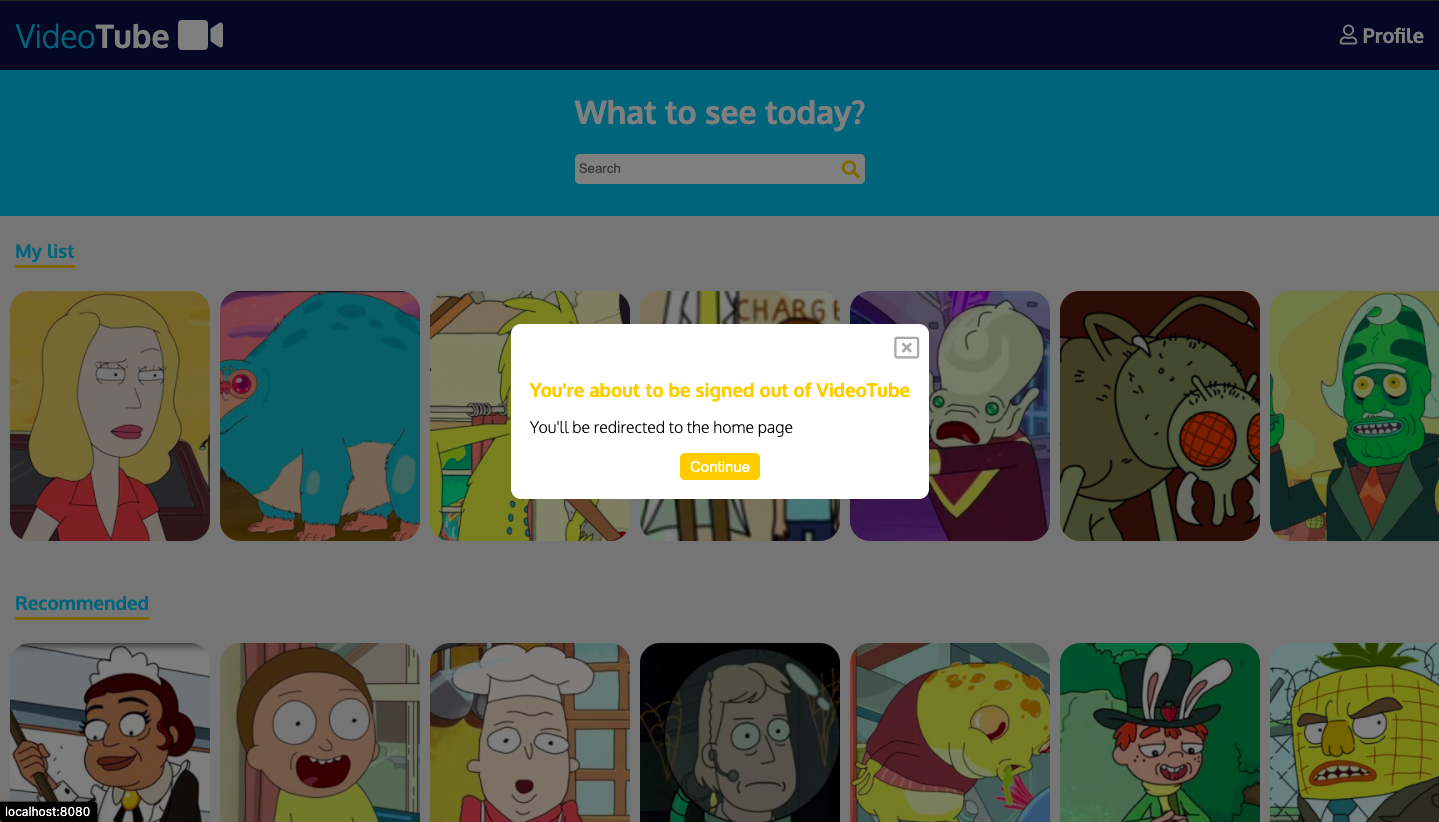 VideoTube
Profile
What to see today?
Search
My list
CHARGE
You're about to be signed out of VideoTube
You'll be redirected to the home page
Continue
Recommended
localhost:8080